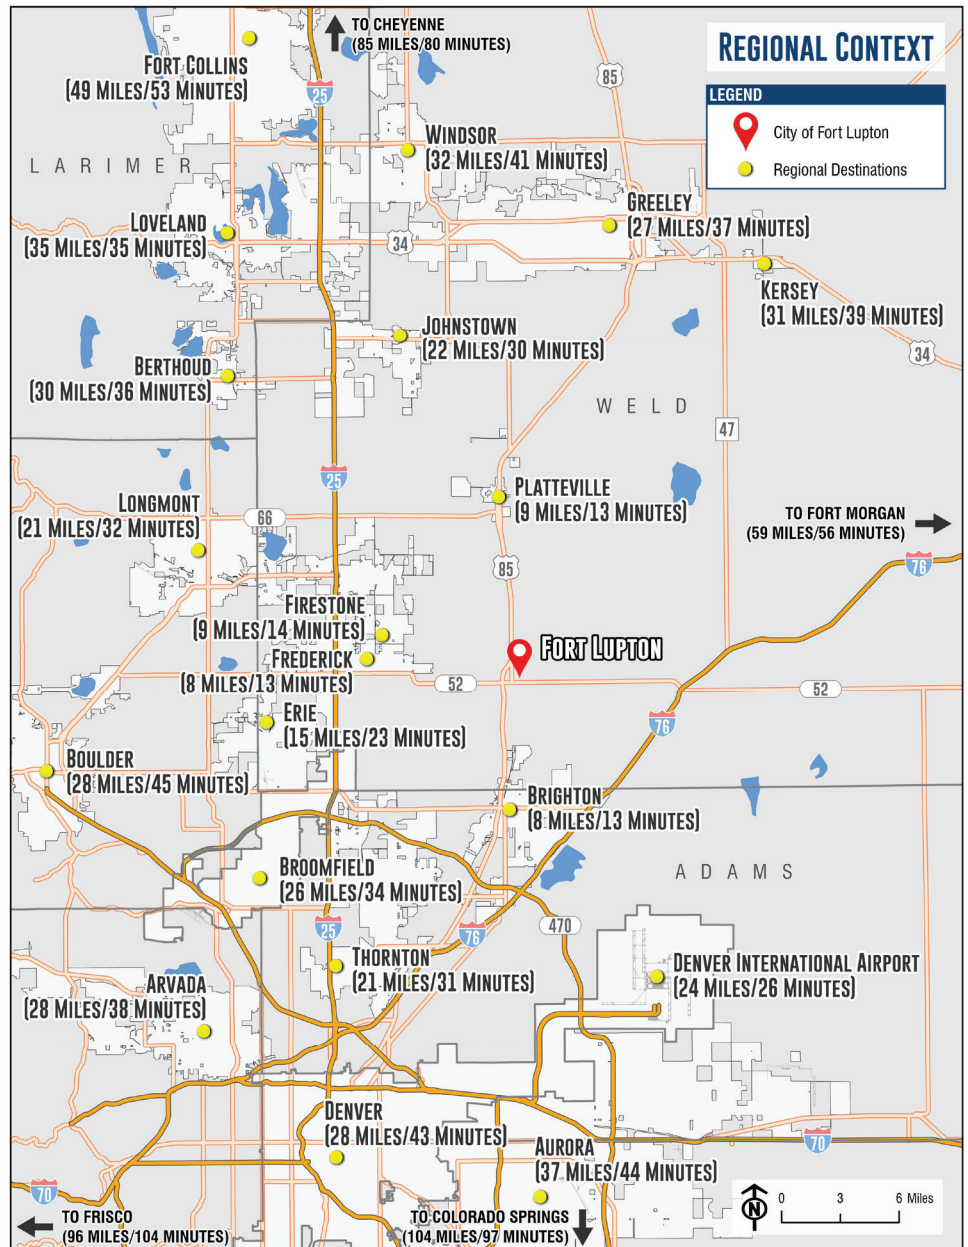 TO CHEYENNE
(85 MILES/80 MINUTES)
REGIONAL CONTEXT
LEGEND
City of Fort Lupton
Regional Destinations
FORT COLLINS
(49 MILES/53 MINUTES)
25
85
WINDSOR
(32 MILES/41 MINUTES)
LARIMER
GREELEY
(27 MILES/37 MINUTES)
LOVELAND
(35 MILES/35 MINUTES)
34
KERSEY
(31 MILES/39 MINUTES)
JOHNSTOWN
(22 MILES/30 MINUTES)
34
BERTHOUD
(30 MILES/36 MINUTES)
WELD
47
25
PLATTEVILLE
(9 MILES/13 MINUTES)
LONGMONT
(21 MILES/32 MINUTES)
66
TO FORT MORGAN
(59 MILES/56 MINUTES)
85
76
FIRESTONE
(9 MILES/14 MINUTES)
FORT LUPTON
FREDERICK
(8 MILES/13 MINUTES)
52
52
ERIE
(15 MILES/23 MINUTES)
76
BOULDER
(28 MILES/45 MINUTES)
BRIGHTON
(8 MILES/13 MINUTES)
BROOMFIELD
(26 MILES/34 MINUTES)
ADAMS
25
76
470
THORNTON
(21 MILES/31 MINUTES)
DENVER INTERNATIONAL AIRPORT
(24 MILES/26 MINUTES)
ARVADA
(28 MILES/38 MINUTES)
DENVER
(28 MILES/43 MINUTES)
AURORA
(37 MILES/44 MINUTES)
70
70
N
0 3 6 Miles
TO FRISCO
(96 MILES/104 MINUTES)
TO COLORADO SPRINGS
(104 MILES/97 MINUTES)